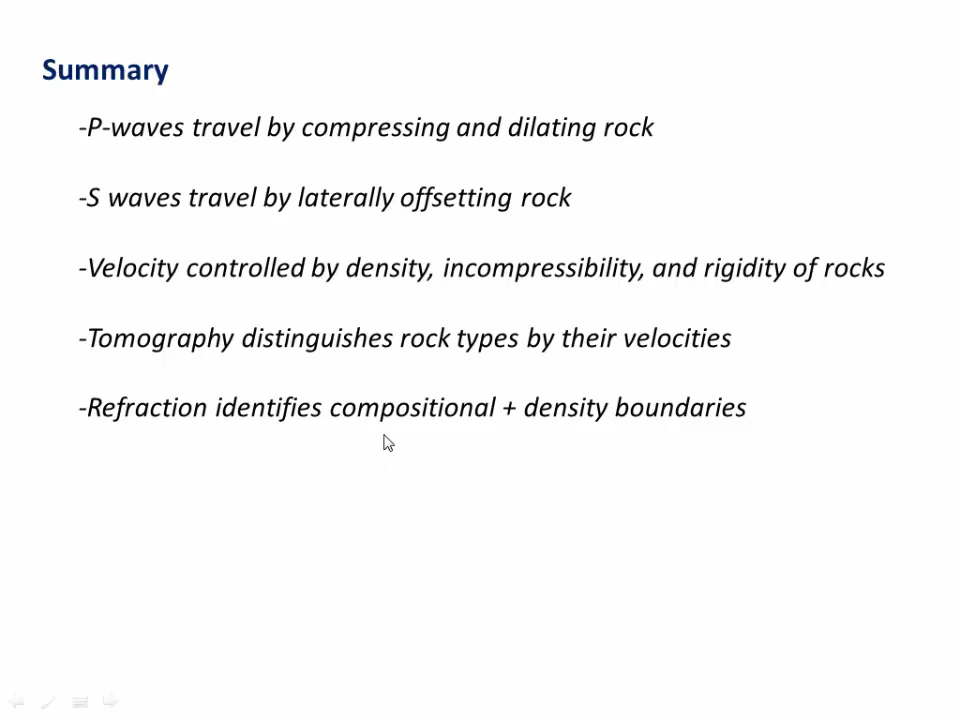 Summary
-P-waves travel by compressing and dilating rock
-S waves travel by laterally offsetting rock
-Velocity controlled by density, incompressibility, and rigidity of rocks
-Tomography distinguishes rock types by their velocities
-Refraction identifies compositional + density boundaries